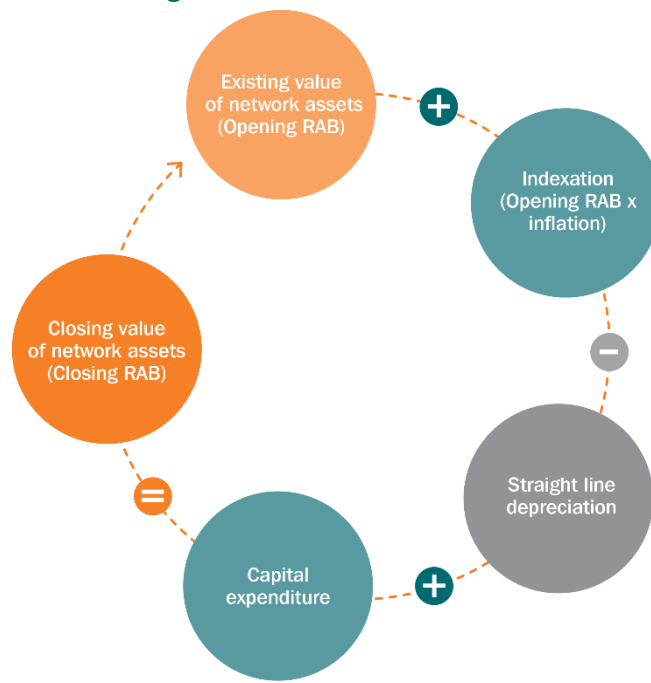 Existing value
of network assets
(Opening RAB)
+
Indexation
(Opening RAB x
inflation)
−
Straight line
depreciation
+
Capital
expenditure
=
Closing value
of network assets
(Closing RAB)